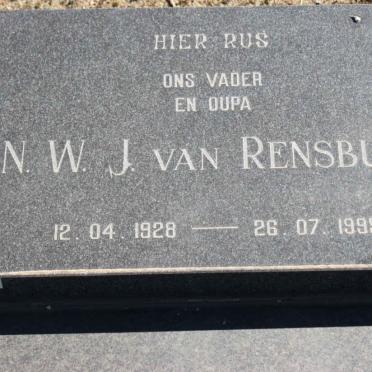 HIER RUS
ONS VADER
EN OUPA
N. W. J. VAN RENSBU
12. 04. 1928 — 26. 07. 199